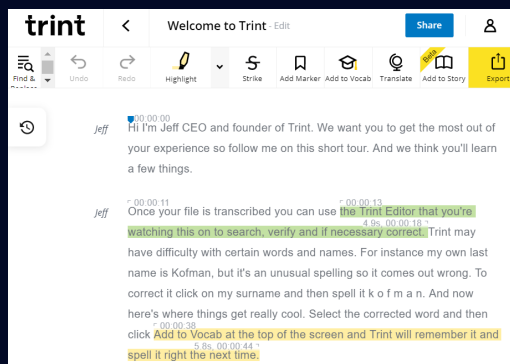 trint
Welcome to Trint - Edit
Share
Find &
Replace
Undo
Redo
Highlight
Strike
Add Marker
Add to Vocab
Translate
Beta
Add to Story
Export
00:00:00
Jeff
Hi I'm Jeff CEO and founder of Trint. We want you to get the most out of
your experience so follow me on this short tour. And we think you'll learn
a few things.
00:00:11
00:00:13
Jeff
Once your file is transcribed you can use the Trint Editor that you're
4.9s, 00:00:18
watching this on to search, verify and if necessary correct. Trint may
have difficulty with certain words and names. For instance my own last
name is Kofman, but it's an unusual spelling so it comes out wrong. To
correct it click on my surname and then spell it k o f m a n. And now
here's where things get really cool. Select the corrected word and then
00:00:38
click Add to Vocab at the top of the screen and Trint will remember it and
5.8s, 00:00:44
spell it right the next time.